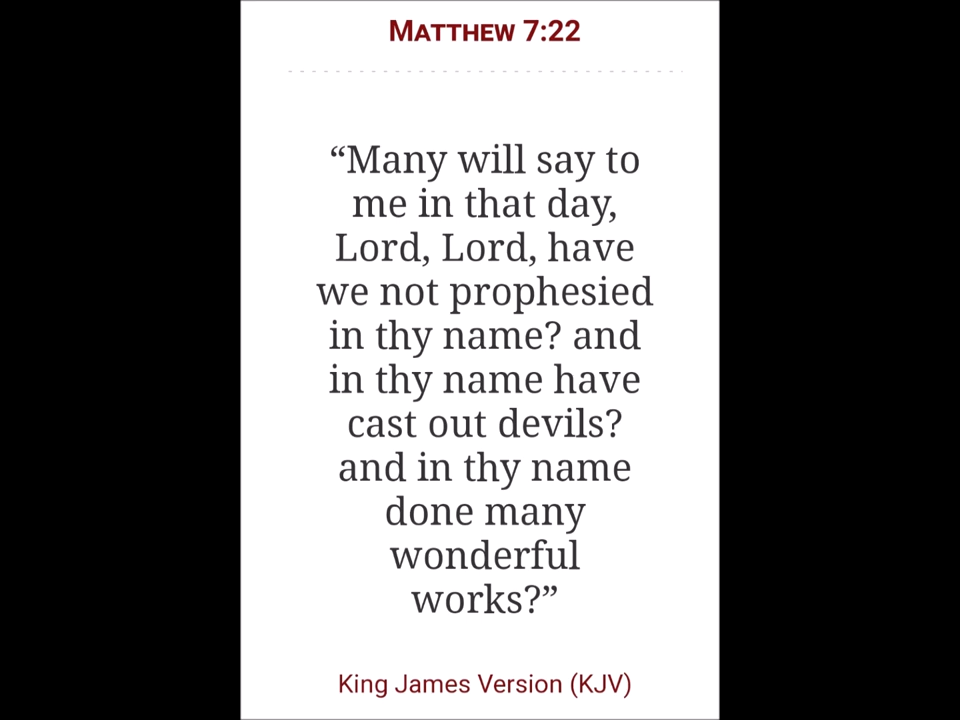 Matthew 7:22
“Many will say to
me in that day,
Lord, Lord, have
we not prophesied
in thy name? and
in thy name have
cast out devils?
and in thy name
done many
wonderful
works?”
King James Version (KJV)